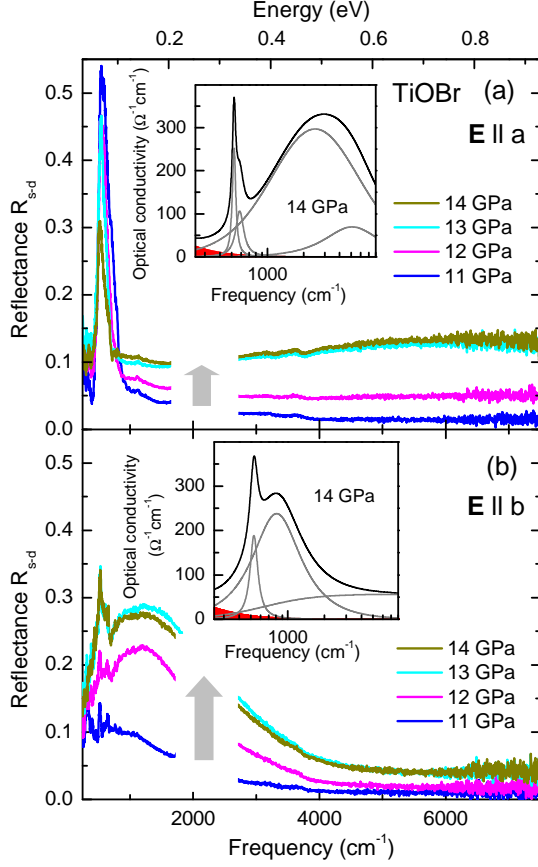 Energy (eV)
0.0 0.2 0.4 0.6 0.8
TiOBr (a)
E || a
Reflectance R s-d
0.5
0.4
0.3
0.2
0.1
0.0
Optical conductivity (Ω⁻¹cm⁻¹)
300
200
100
0
14 GPa
1000
Frequency (cm⁻¹)
14 GPa
13 GPa
12 GPa
11 GPa
(b)
E || b
Reflectance R s-d
0.5
0.4
0.3
0.2
0.1
0.0
Optical conductivity
(Ω⁻¹cm⁻¹)
300
200
100
0
14 GPa
1000
Frequency (cm⁻¹)
14 GPa
13 GPa
12 GPa
11 GPa
2000 4000 6000
Frequency (cm⁻¹)